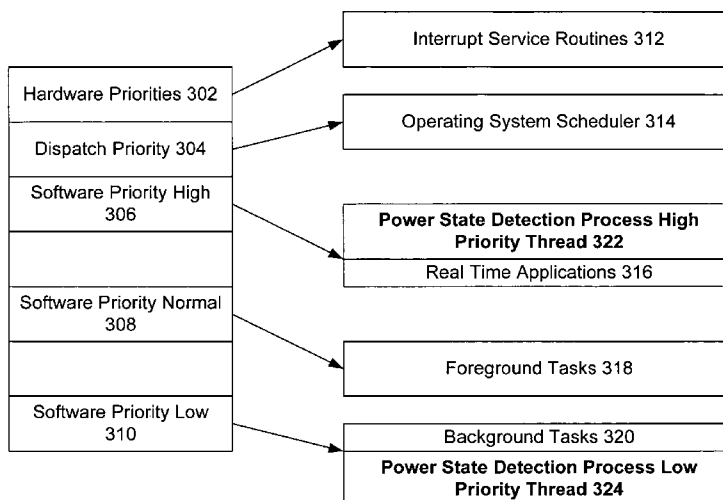 Hardware Priorities 302
Dispatch Priority 304
Software Priority High
306
Software Priority Normal
308
Software Priority Low
310
Interrupt Service Routines 312
Operating System Scheduler 314
Power State Detection Process High
Priority Thread 322
Real Time Applications 316
Foreground Tasks 318
Background Tasks 320
Power State Detection Process Low
Priority Thread 324